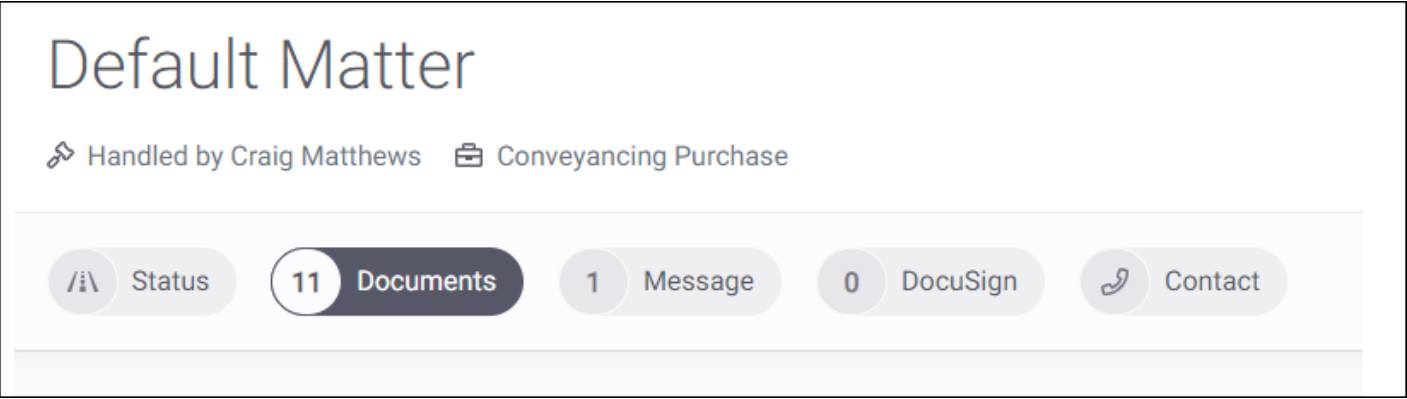 Default Matter
Handled by Craig Matthews Conveyancing Purchase
Status 11 Documents 1 Message 0 DocuSign Contact